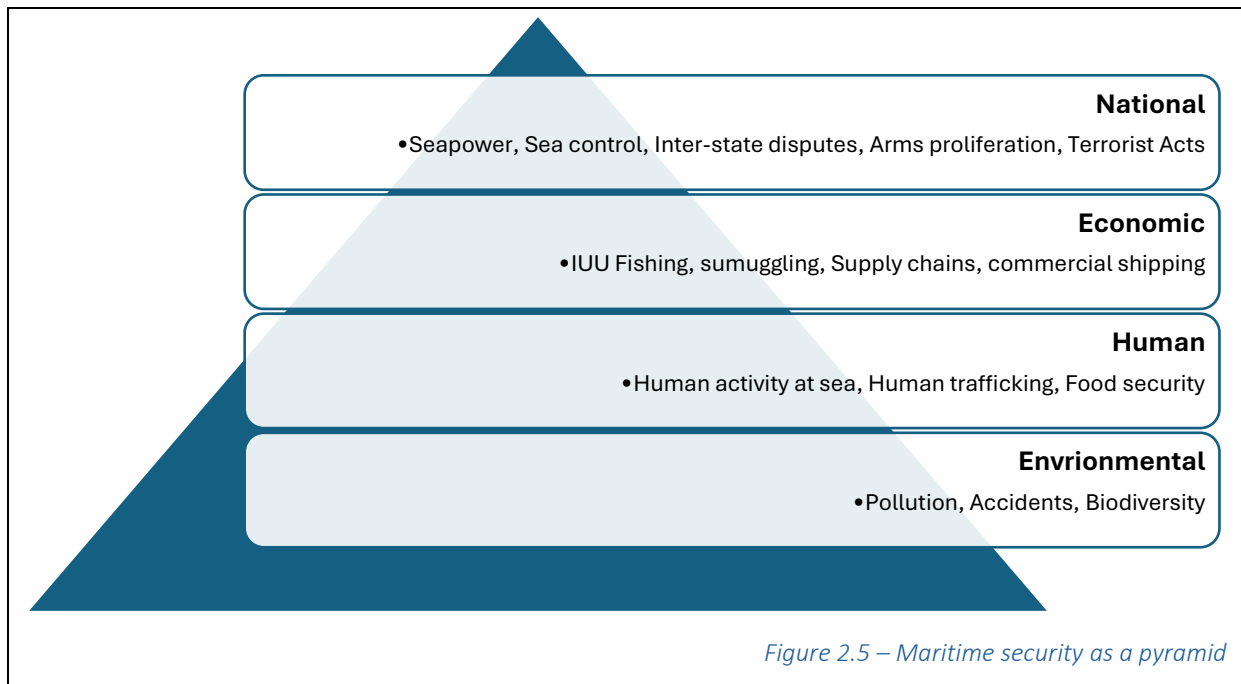 National
•Seapower, Sea control, Inter-state disputes, Arms proliferation, Terrorist Acts
Economic
•IUU Fishing, sumuggling, Supply chains, commercial shipping
Human
•Human activity at sea, Human trafficking, Food security
Envrionmental
•Pollution, Accidents, Biodiversity
Figure 2.5 – Maritime security as a pyramid